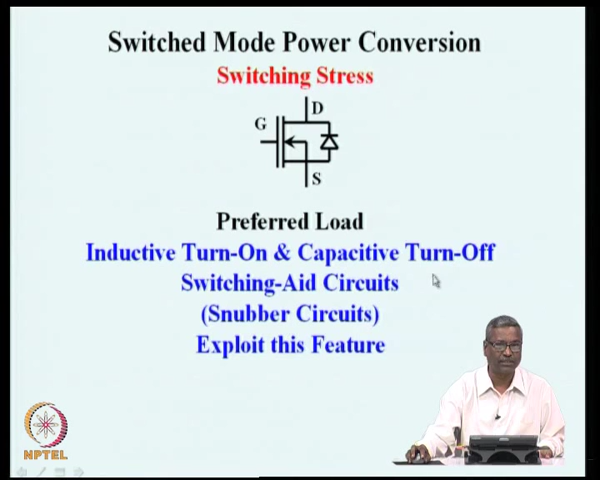 Switched Mode Power Conversion
Switching Stress
D
G
S
Preferred Load
Inductive Turn-On & Capacitive Turn-Off
Switching-Aid Circuits
(Snubber Circuits)
Exploit this Feature
NPTEL